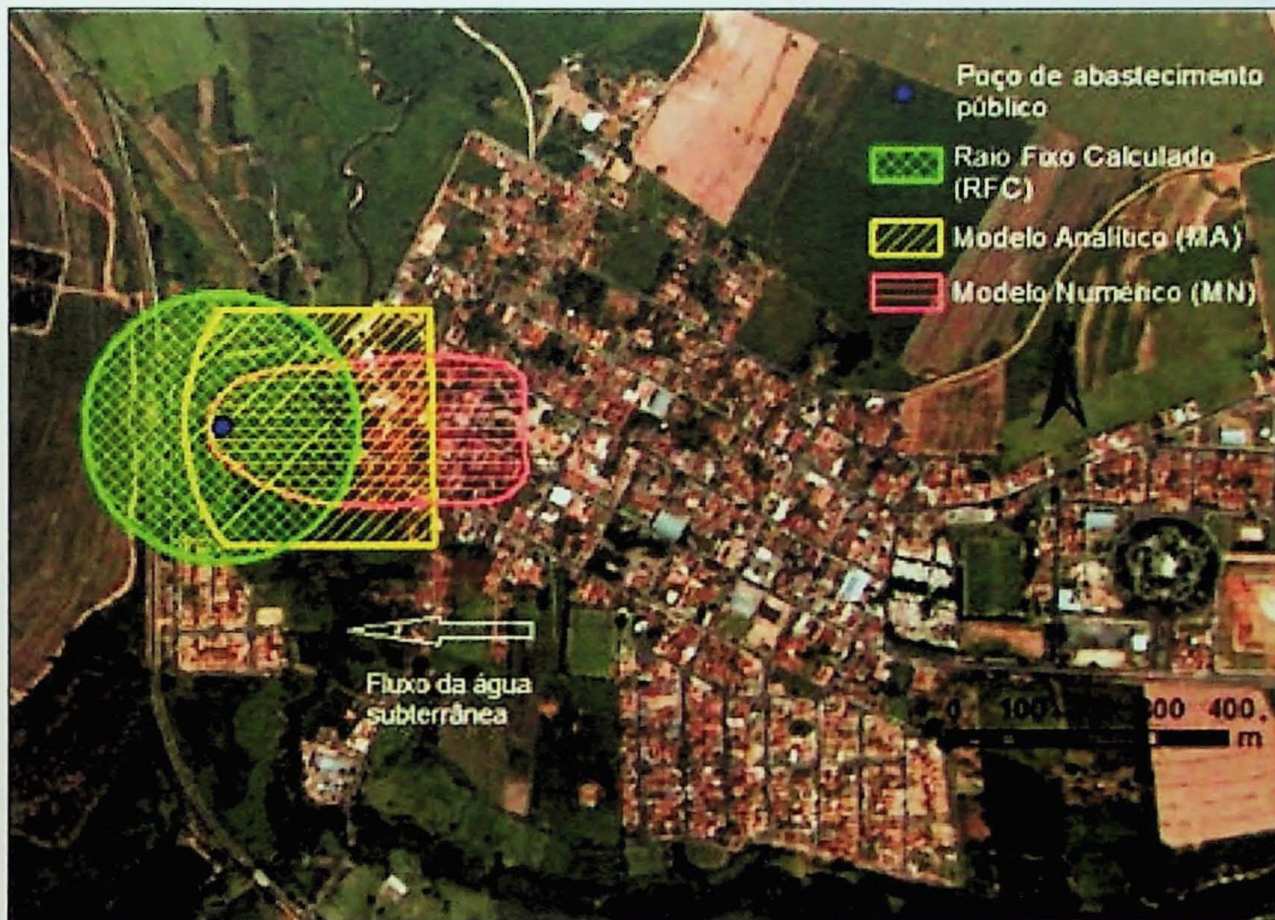 Poço de abastecimento
público
Raio Fixo Calculado
(RFC)
Modelo Analítico (MA)
Modelo Numérico (MN)
Fluxo da água
subterrânea
0 100 400
m